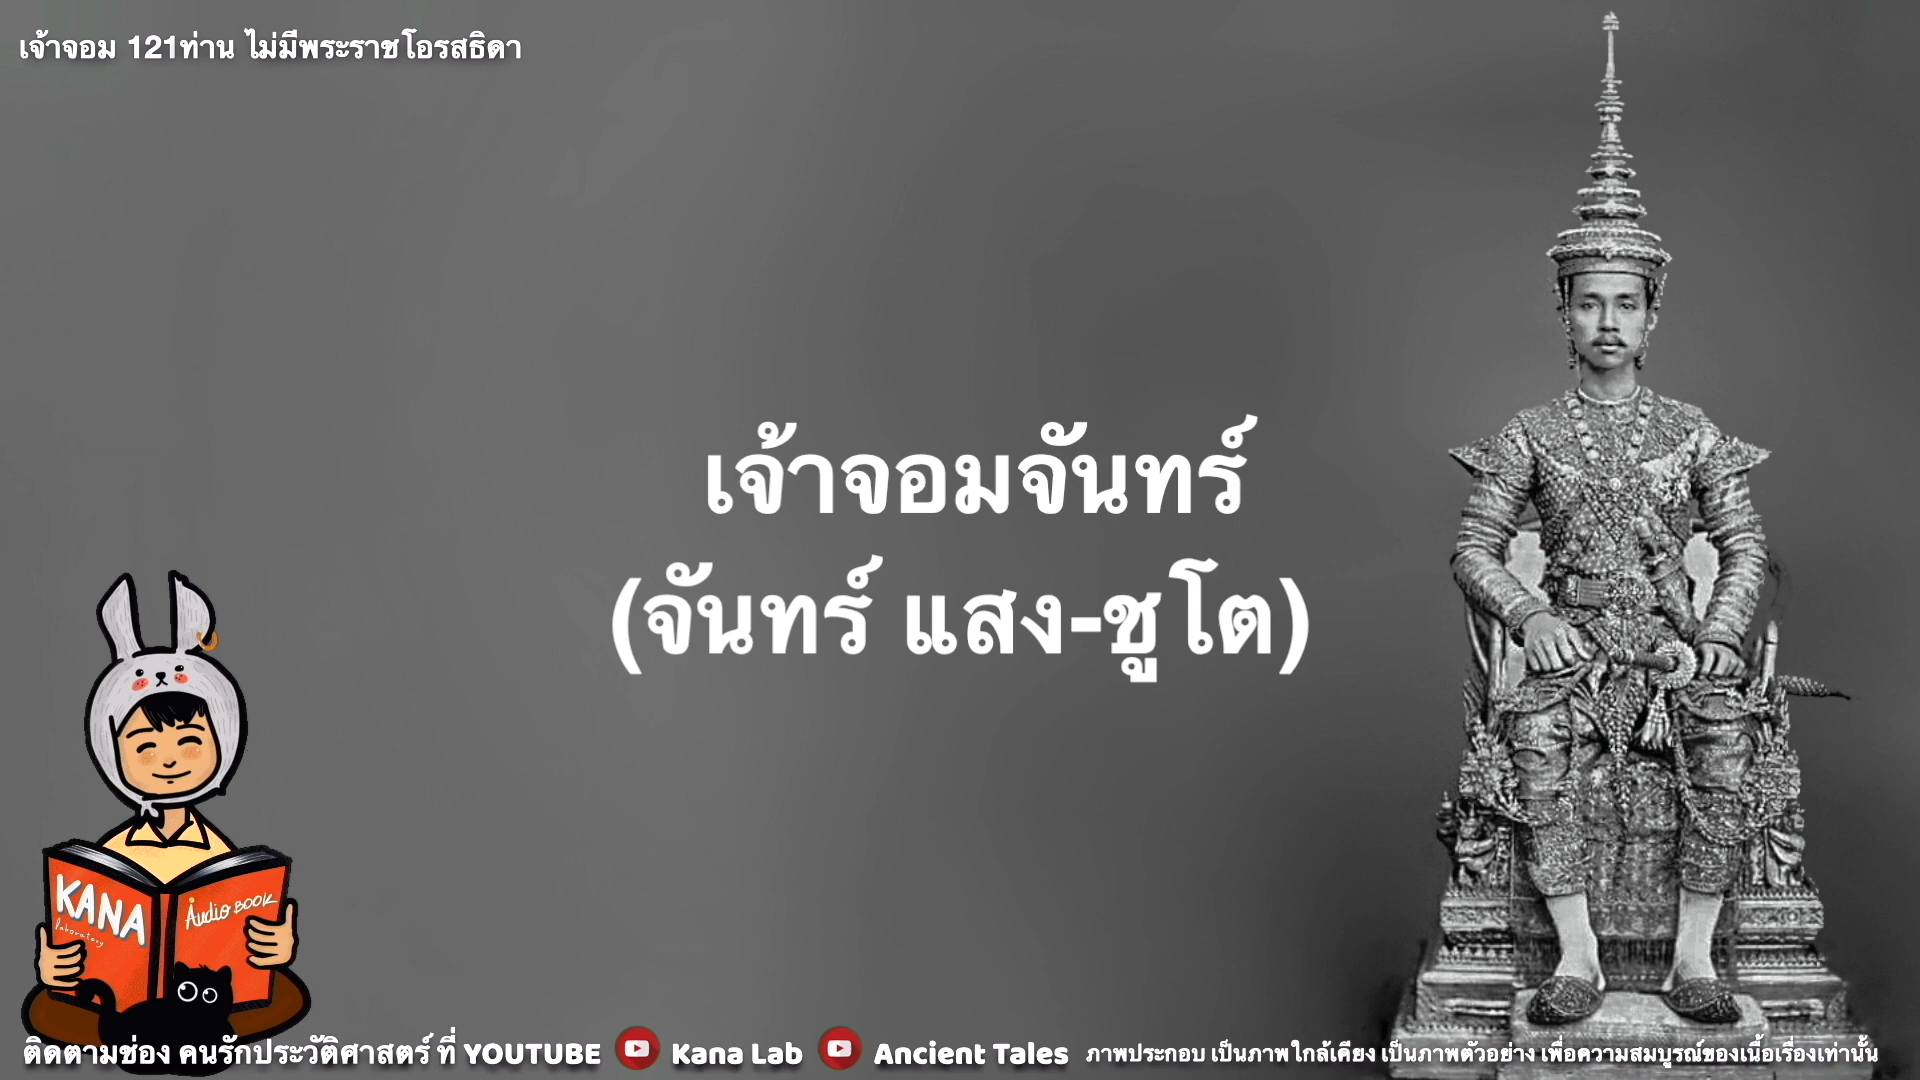 เจ้าจอม 121ท่าน ไม่มีพระราชโอรสธิดา
เจ้าจอมจันทร์
(จันทร์ แสง-ชูโต)
KANA
laboratory
Audio BOOK
ติดตามช่อง คนรักประวัติศาสตร์ ที่ YOUTUBE Kana Lab Ancient Tales ภาพประกอบ เป็นภาพใกล้เคียง เป็นภาพตัวอย่าง เพื่อความสมบูรณ์ของเนื้อเรื่องเท่านั้น